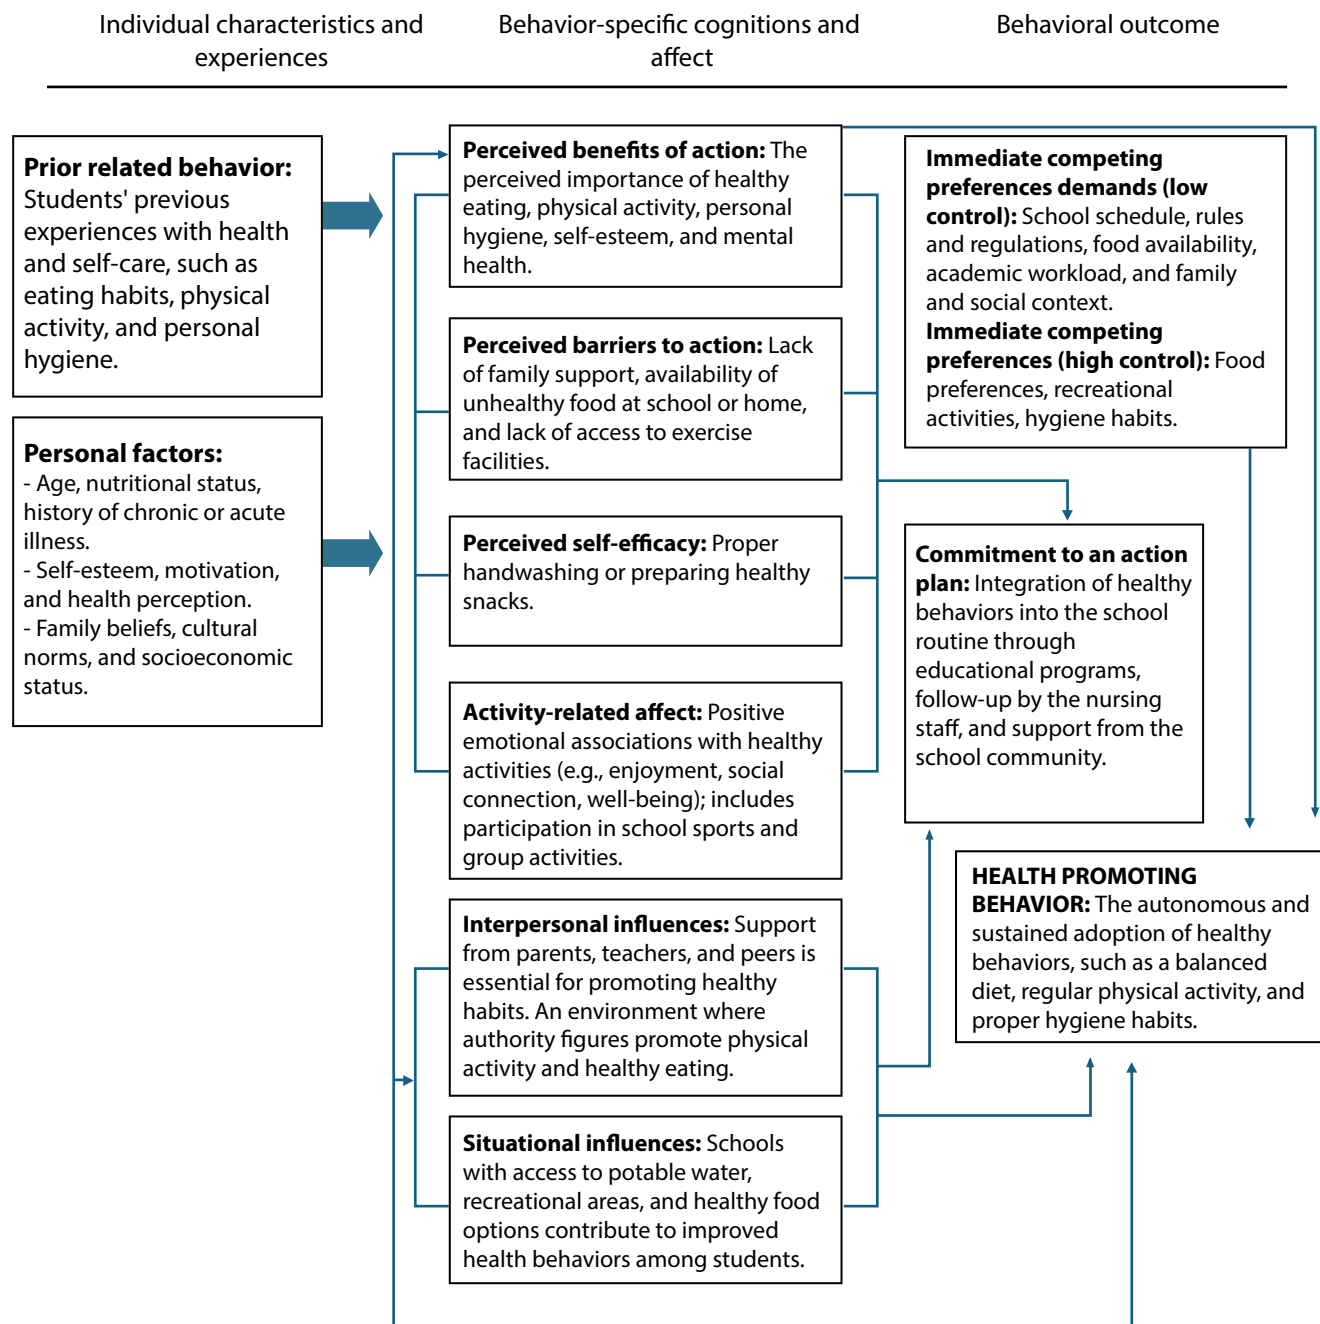 Individual characteristics and
experiences
Behavior-specific cognitions and
affect
Behavioral outcome
Prior related behavior:
Students' previous
experiences with health
and self-care, such as
eating habits, physical
activity, and personal
hygiene.
Personal factors:
- Age, nutritional status,
history of chronic or acute
illness.
- Self-esteem, motivation,
and health perception.
- Family beliefs, cultural
norms, and socioeconomic
status.
Perceived benefits of action: The
perceived importance of healthy
eating, physical activity, personal
hygiene, self-esteem, and mental
health.
Perceived barriers to action: Lack
of family support, availability of
unhealthy food at school or home,
and lack of access to exercise
facilities.
Perceived self-efficacy: Proper
handwashing or preparing healthy
snacks.
Activity-related affect: Positive
emotional associations with healthy
activities (e.g., enjoyment, social
connection, well-being); includes
participation in school sports and
group activities.
Interpersonal influences: Support
from parents, teachers, and peers is
essential for promoting healthy
habits. An environment where
authority figures promote physical
activity and healthy eating.
Situational influences: Schools
with access to potable water,
recreational areas, and healthy food
options contribute to improved
health behaviors among students.
Immediate competing
preferences demands (low
control): School schedule, rules
and regulations, food availability,
academic workload, and family
and social context.
Immediate competing
preferences (high control): Food
preferences, recreational
activities, hygiene habits.
Commitment to an action
plan: Integration of healthy
behaviors into the school
routine through
educational programs,
follow-up by the nursing
staff, and support from the
school community.
HEALTH PROMOTING
BEHAVIOR: The autonomous and
sustained adoption of healthy
behaviors, such as a balanced
diet, regular physical activity, and
proper hygiene habits.